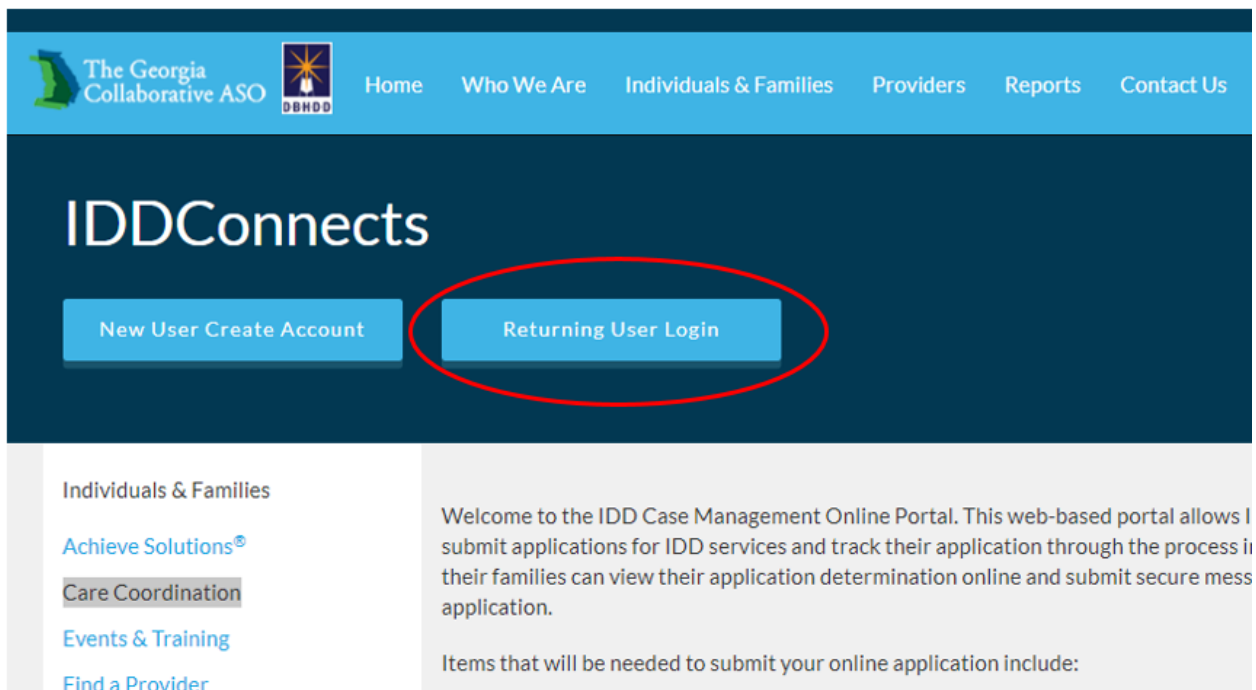 The Georgia
Collaborative ASO
DBHDD
Home Who We Are Individuals & Families Providers Reports Contact Us
IDDConnects
New User Create Account
Returning User Login
Individuals & Families
Achieve Solutions®
Care Coordination
Events & Training
Find a Provider
Welcome to the IDD Case Management Online Portal. This web-based portal allows I
submit applications for IDD services and track their application through the process i
their families can view their application determination online and submit secure mess
application.
Items that will be needed to submit your online application include: